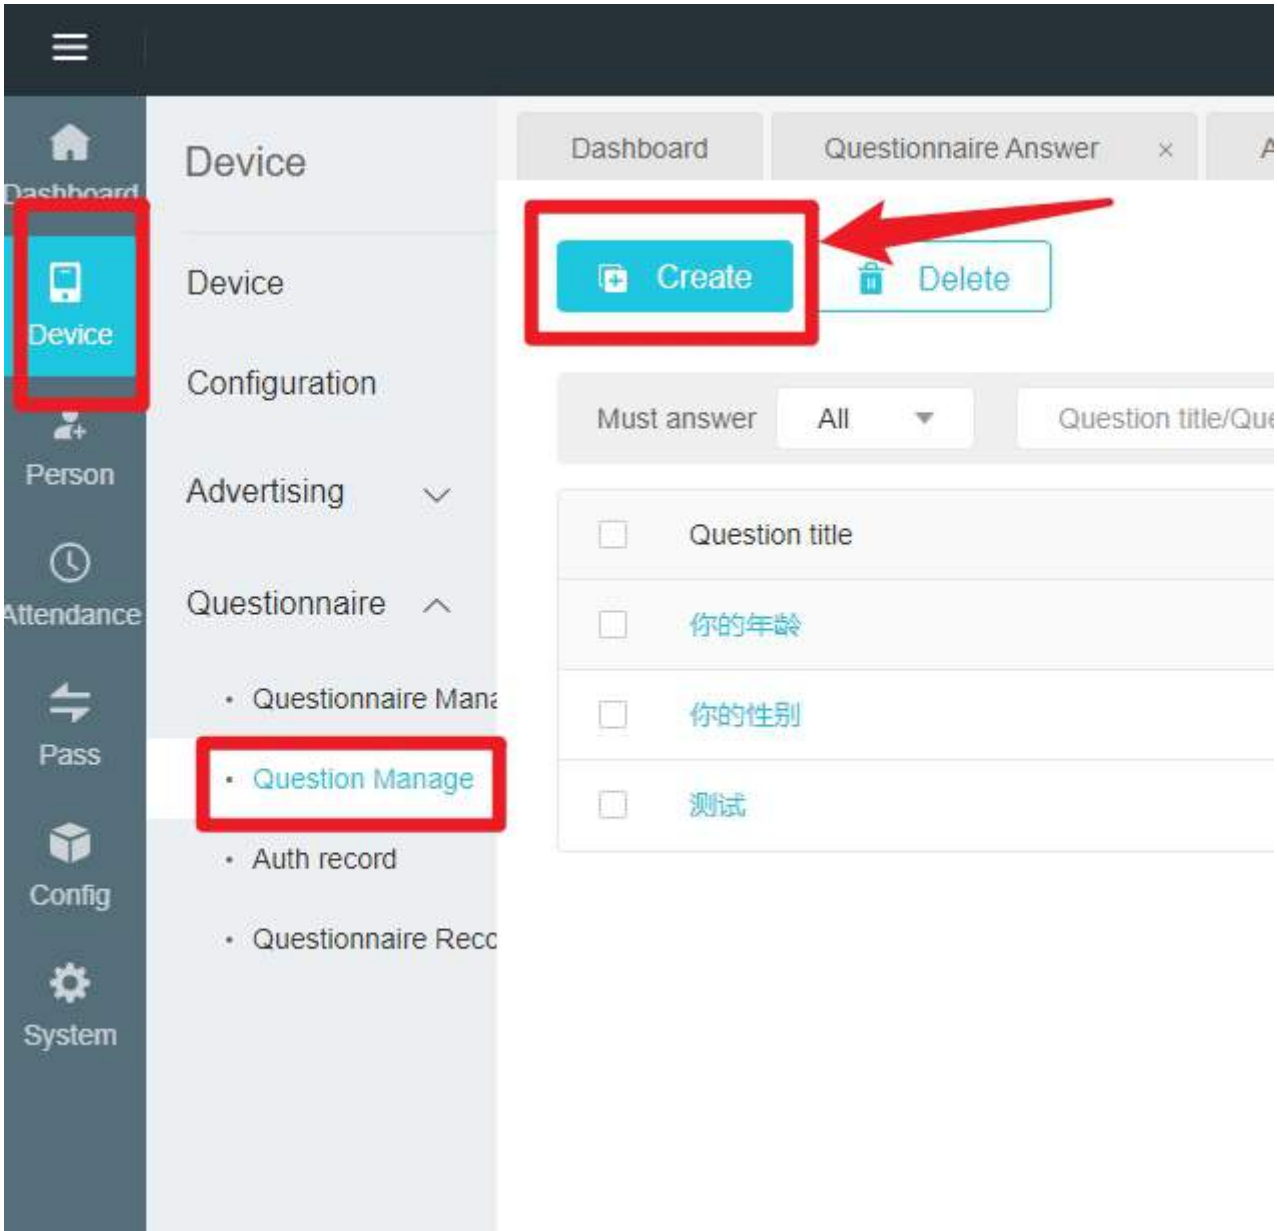 Dashboard
Device
Person
Attendance
Pass
Config
System
Device
Device
Configuration
Advertising
Questionnaire
• Questionnaire Mana
• Question Manage
• Auth record
• Questionnaire Reco
Dashboard
Questionnaire Answer ×
A
Create
Delete
Must answer All
Question title/Que
Question title
你的年龄
你的性别
测试